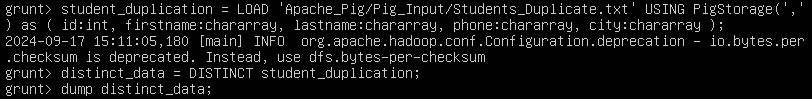 grunt> student_duplication = LOAD 'Apache_Pig/Pig_Input/Students_Duplicate.txt' USING PigStorage(','
) as ( id:int, firstname:chararray, lastname:chararray, phone:chararray, city:chararray );
2024-09-17 15:11:05,180 [main] INFO  org.apache.hadoop.conf.Configuration.deprecation - io.bytes.per
.checksum is deprecated. Instead, use dfs.bytes-per-checksum
grunt> distinct_data = DISTINCT student_duplication;
grunt> dump distinct_data;